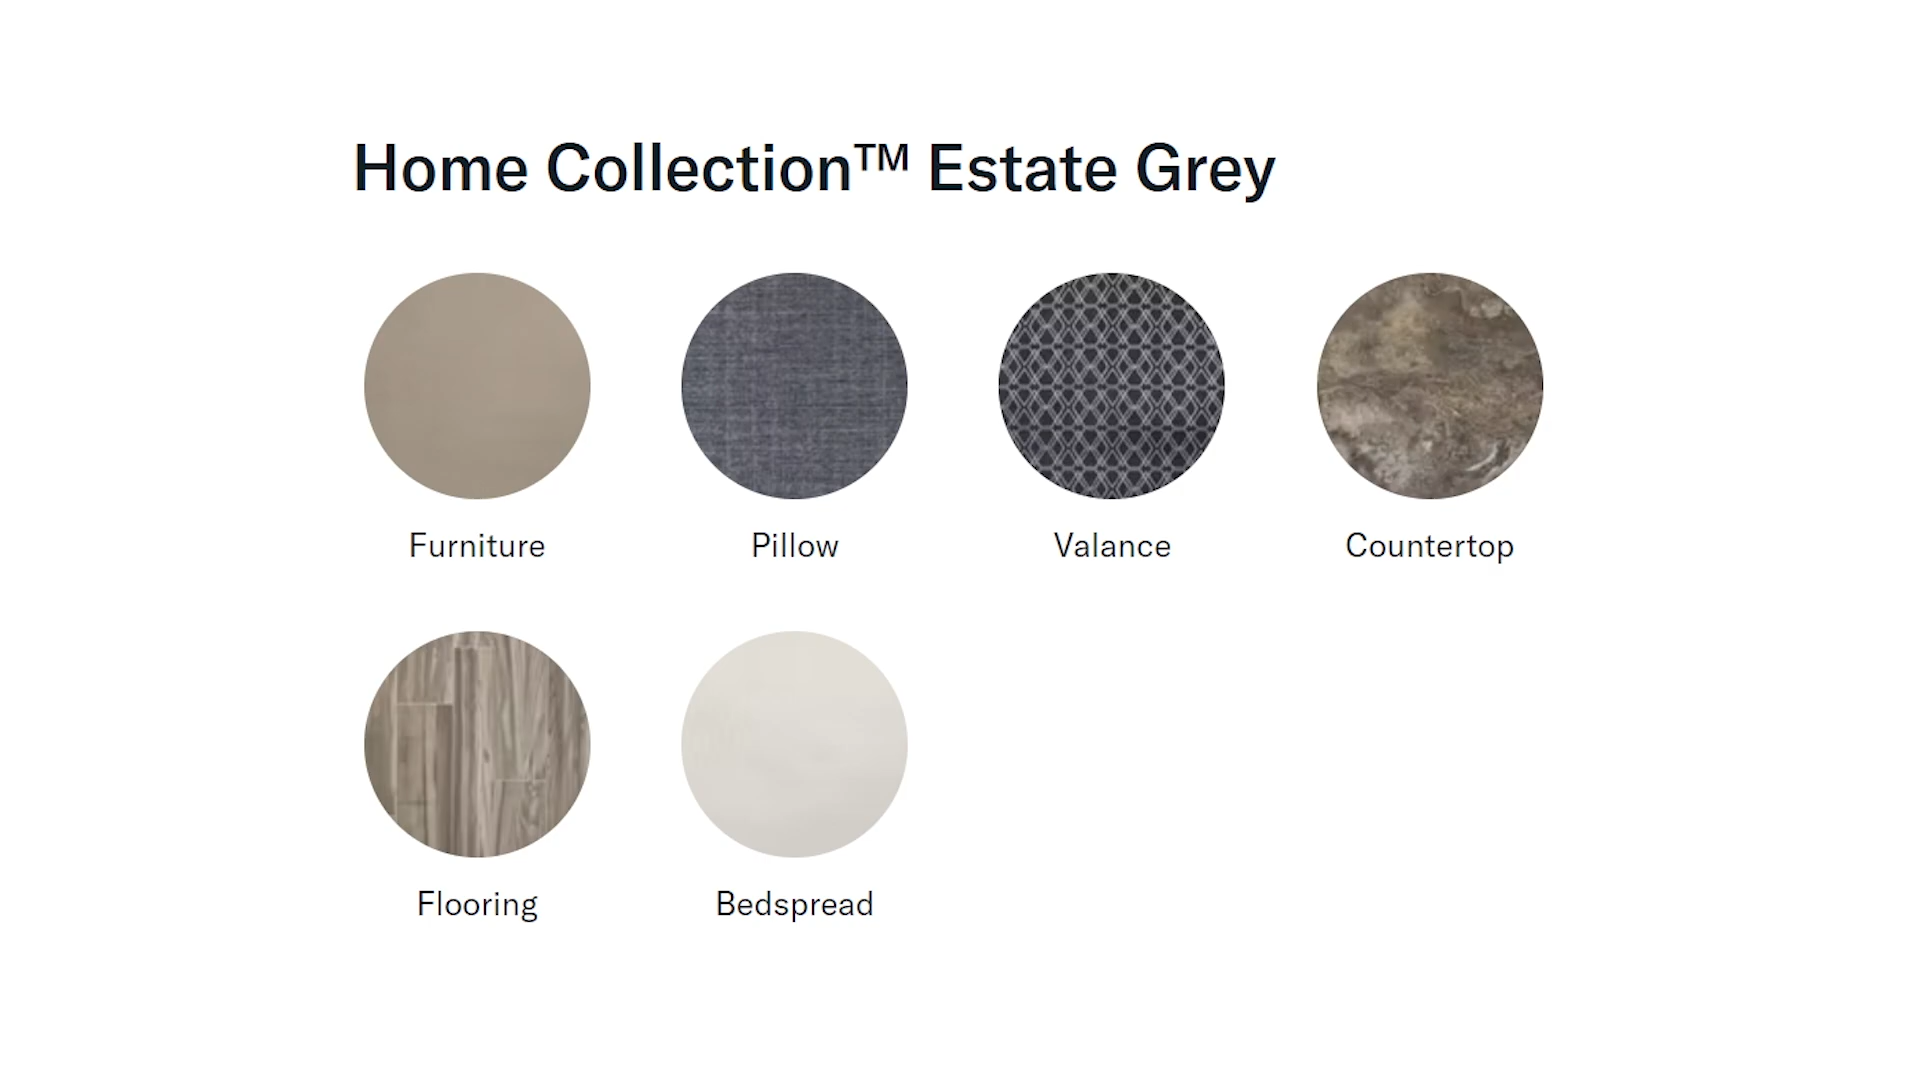 Home Collection™ Estate Grey
Furniture
Pillow
Valance
Countertop
Flooring
Bedspread